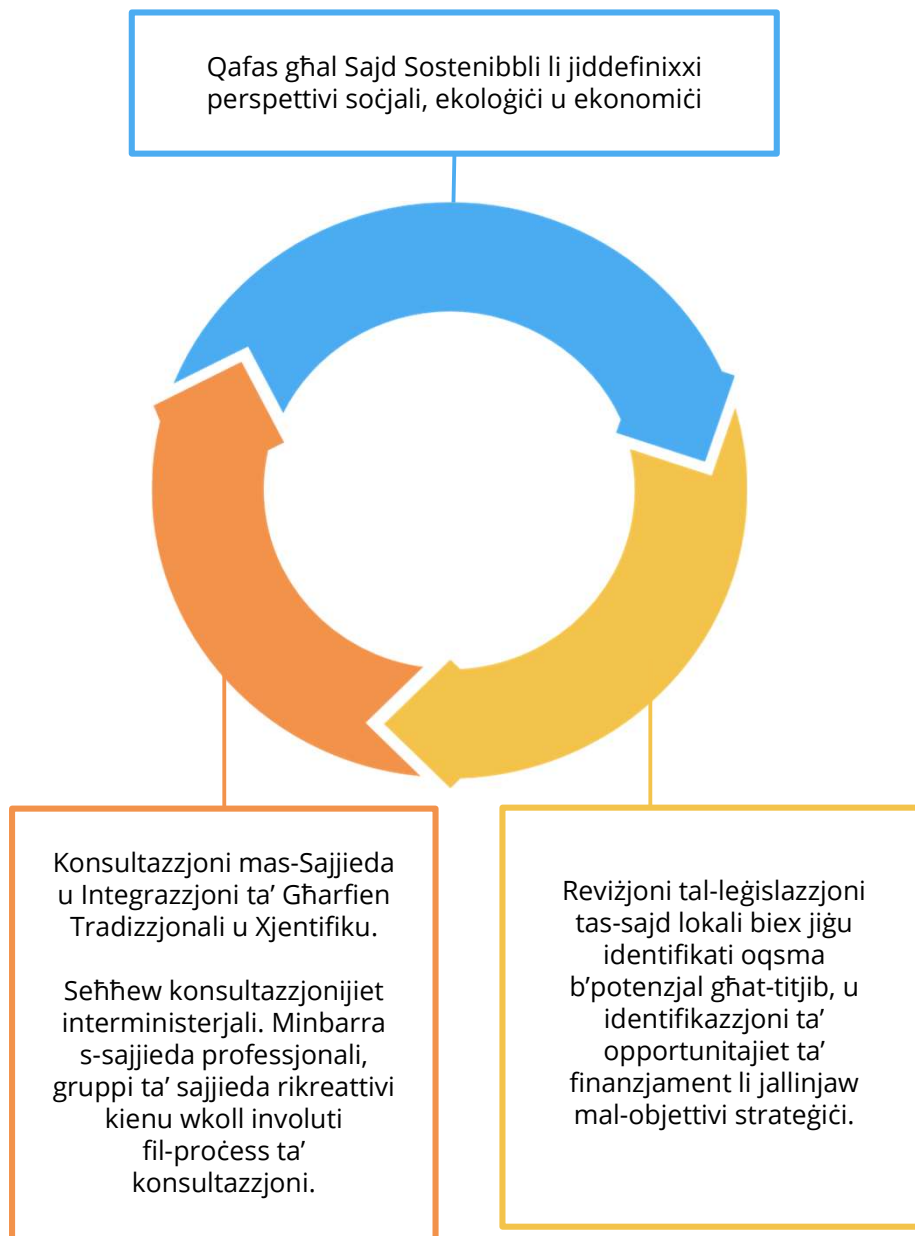 Qafas għal Sajd Sostenibbli li jiddefinixxi
perspettivi soċjali, ekoloġiċi u ekonomiċi
Konsultazzjoni mas-Sajjieda
u Integrazzjoni ta’ Għarfien
Tradizzjonali u Xjentifiku.
Seħħew konsultazzjonijiet
interministerjali. Minbarra
s-sajjieda professjonali,
gruppi ta’ sajjieda rikreattivi
kienu wkoll involuti
fil-proċess ta’
konsultazzjoni.
Reviżjoni tal-leġislazzjoni
tas-sajd lokali biex jiġu
identifikati oqsma
b’potenzjal għat-titjib, u
identifikazzjoni ta’
opportunitajiet ta’
finanzjament li jallinjaw
mal-objettivi strateġiċi.